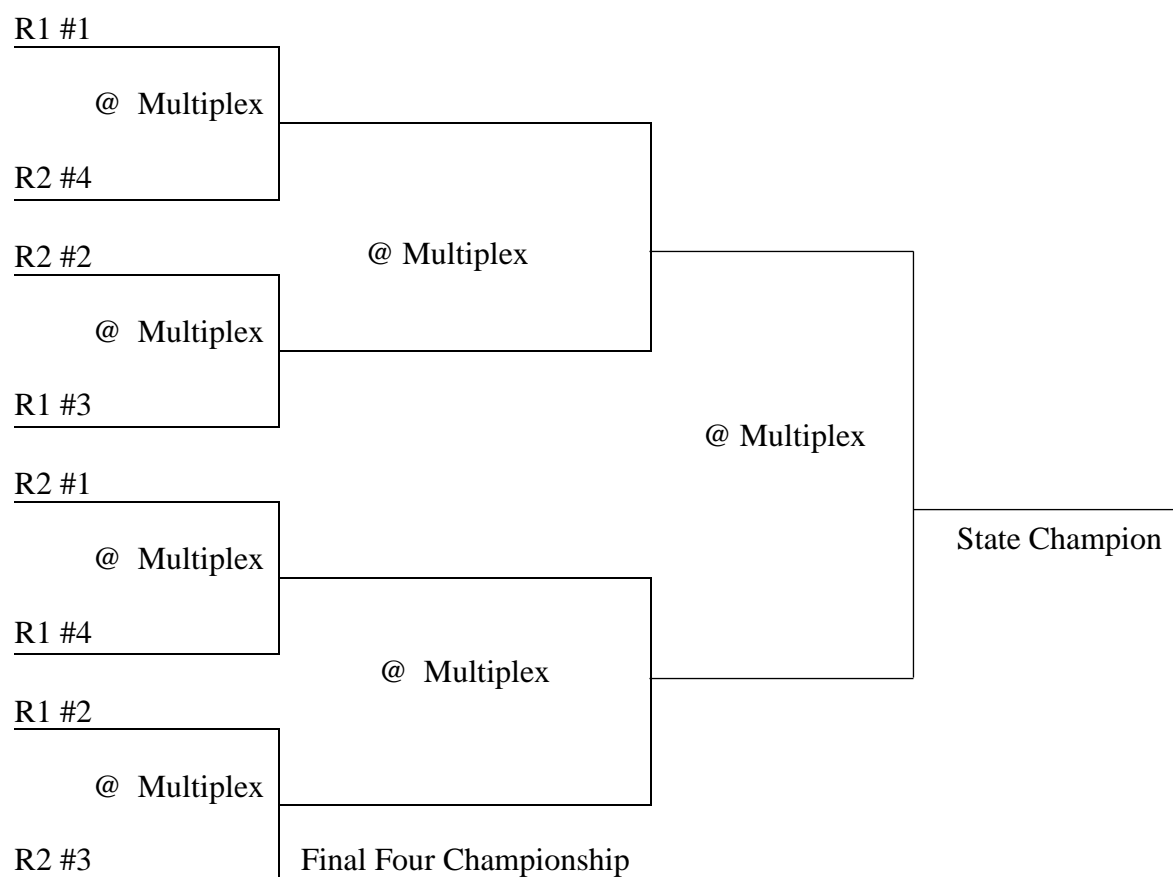 R1 #1
@ Multiplex
R2 #4
R2 #2
@ Multiplex
@ Multiplex
R1 #3
@ Multiplex
R2 #1
State Champion
@ Multiplex
R1 #4
@ Multiplex
R1 #2
@ Multiplex
R2 #3
Final Four Championship